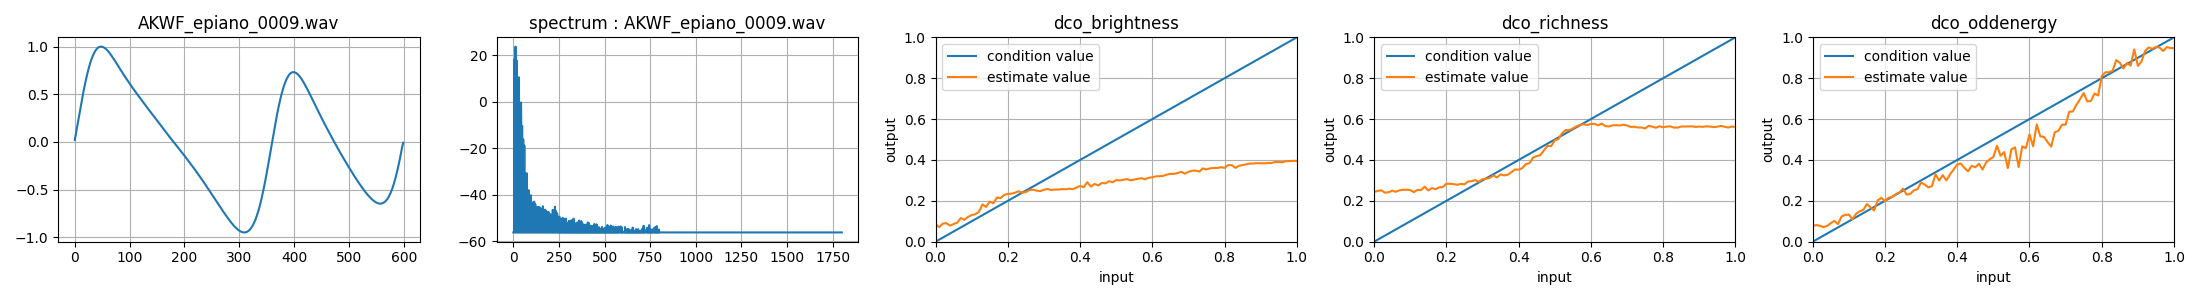 AKWF_epiano_0009.wav
1.0
0.5
0.0
−0.5
−1.0
0 100 200 300 400 500 600
spectrum : AKWF_epiano_0009.wav
20
0
−20
−40
−60
0 250 500 750 1000 1250 1500 1750
dco_brightness
condition value
estimate value
output
1.0
0.8
0.6
0.4
0.2
0.0
0.0 0.2 0.4 0.6 0.8 1.0
input
dco_richness
condition value
estimate value
output
1.0
0.8
0.6
0.4
0.2
0.0
0.0 0.2 0.4 0.6 0.8 1.0
input
dco_oddenergy
condition value
estimate value
output
1.0
0.8
0.6
0.4
0.2
0.0
0.0 0.2 0.4 0.6 0.8 1.0
input